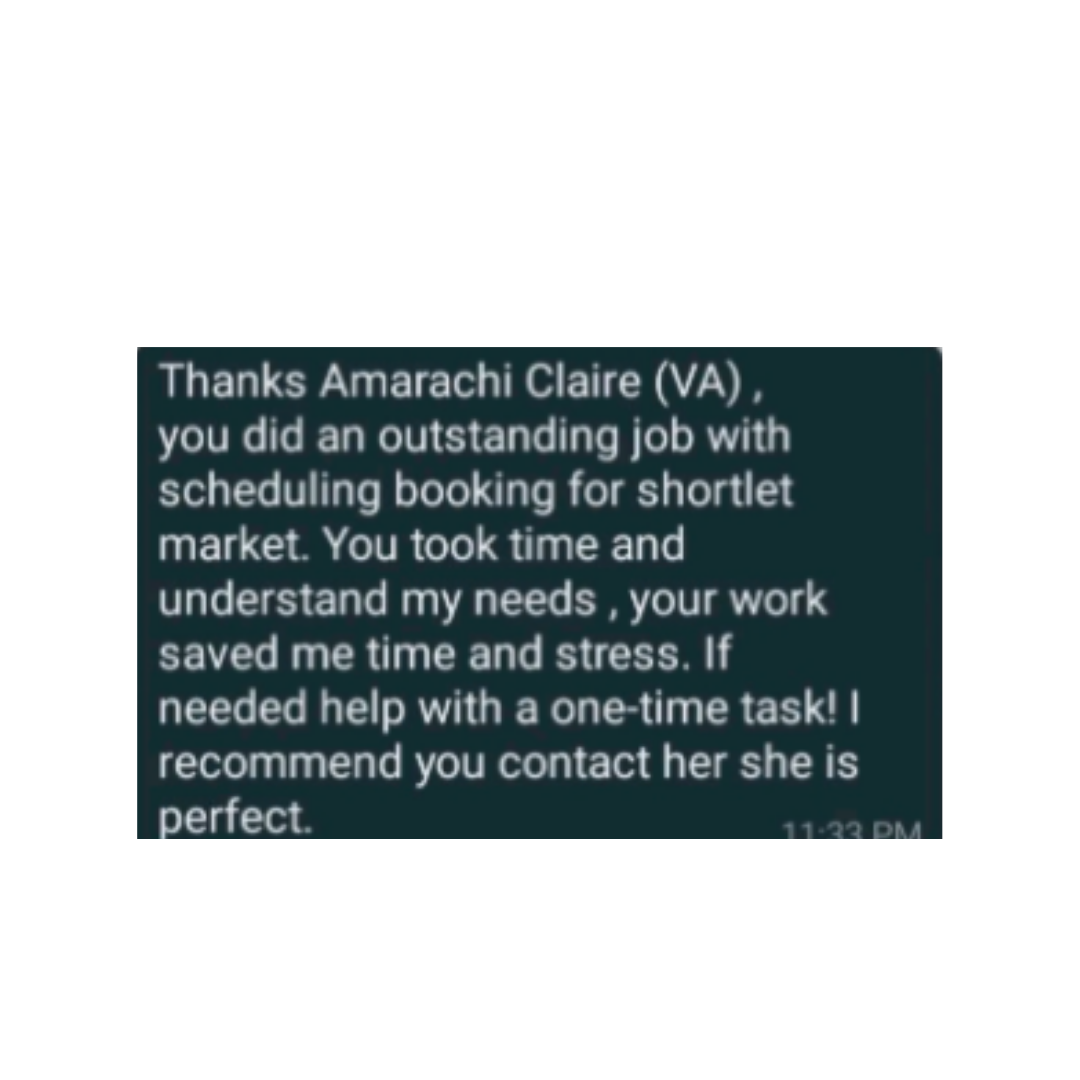 Thanks Amarachi Claire (VA) ,
you did an outstanding job with
scheduling booking for shortlet
market. You took time and
understand my needs , your work
saved me time and stress. If
needed help with a one-time task! I
recommend you contact her she is
perfect.
11:33 PM